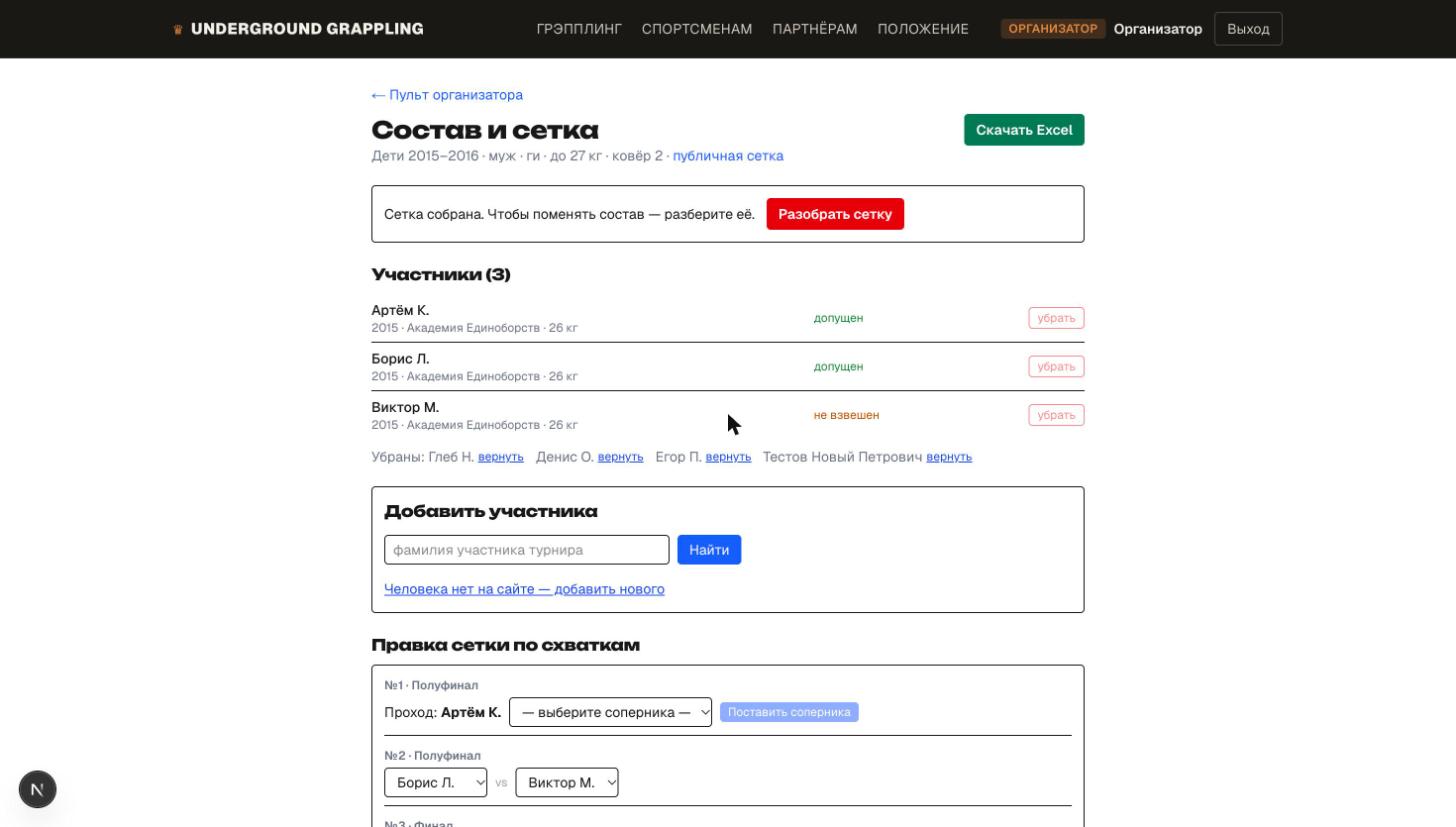 UNDERGROUND GRAPPLING ГРЭППЛИНГ СПОРТСМЕНАМ ПАРТНЁРАМ ПОЛОЖЕНИЕ ОРГАНИЗАТОР Организатор Выход
← Пульт организатора
Состав и сетка
Скачать Excel
Дети 2015–2016 · муж · ги · до 27 кг · ковёр 2 · публичная сетка
Сетка собрана. Чтобы поменять состав — разберите её. Разобрать сетку
Участники (3)
Артём К.
2015 · Академия Единоборств · 26 кг
допущен
убрать
Борис Л.
2015 · Академия Единоборств · 26 кг
допущен
убрать
Виктор М.
2015 · Академия Единоборств · 26 кг
не взвешен
убрать
Убраны: Глеб Н. вернуть Денис О. вернуть Егор П. вернуть Тестов Новый Петрович вернуть
Добавить участника
фамилия участника турнира Найти
Человека нет на сайте — добавить нового
Правка сетки по схваткам
№1 · Полуфинал
Проход: Артём К. — выберите соперника — Поставить соперника
№2 · Полуфинал
Борис Л. vs Виктор М.
№3 · Финал
N